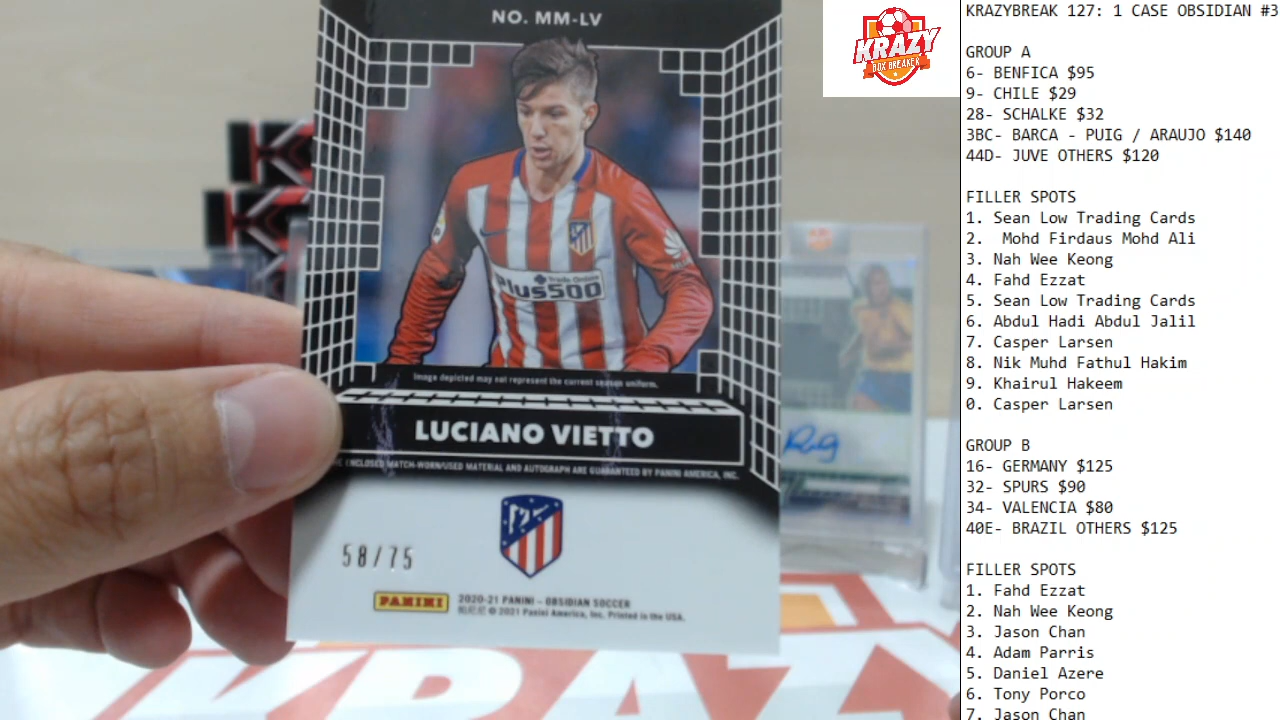 NO. MM-LV
KRAZY
BOX BREAKER
Plus500
Image depicted may not represent the current season uniform.
LUCIANO VIETTO
ENCLOSED MATCH-WORN/USED MATERIAL AND AUTOGRAPH ARE GUARANTEED BY PANINI AMERICA, INC.
58/75
PANINI
2020-21 PANINI - OBSIDIAN SOCCER
© 2021 Panini America, Inc. Printed in the USA.
KRAZY
KRAZYBREAK 127: 1 CASE OBSIDIAN #3
GROUP A
6- BENFICA $95
9- CHILE $29
28- SCHALKE $32
3BC- BARCA - PUIG / ARAUJO $140
44D- JUVE OTHERS $120
FILLER SPOTS
1. Sean Low Trading Cards
2. Mohd Firdaus Mohd Ali
3. Nah Wee Keong
4. Fahd Ezzat
5. Sean Low Trading Cards
6. Abdul Hadi Abdul Jalil
7. Casper Larsen
8. Nik Muhd Fathul Hakim
9. Khairul Hakeem
0. Casper Larsen
GROUP B
16- GERMANY $125
32- SPURS $90
34- VALENCIA $80
40E- BRAZIL OTHERS $125
FILLER SPOTS
1. Fahd Ezzat
2. Nah Wee Keong
3. Jason Chan
4. Adam Parris
5. Daniel Azere
6. Tony Porco
7. Jason Chan